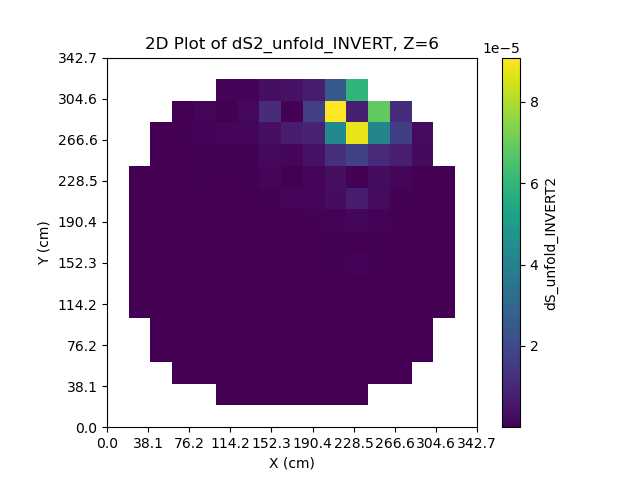 2D Plot of dS2_unfold_INVERT, Z=6
1e−5
342.7
304.6
266.6
228.5
190.4
152.3
114.2
76.2
38.1
0.0
Y (cm)
0.0 38.1 76.2 114.2 152.3 190.4 228.5 266.6 304.6 342.7
X (cm)
8
6
4
2
dS_unfold_INVERT2